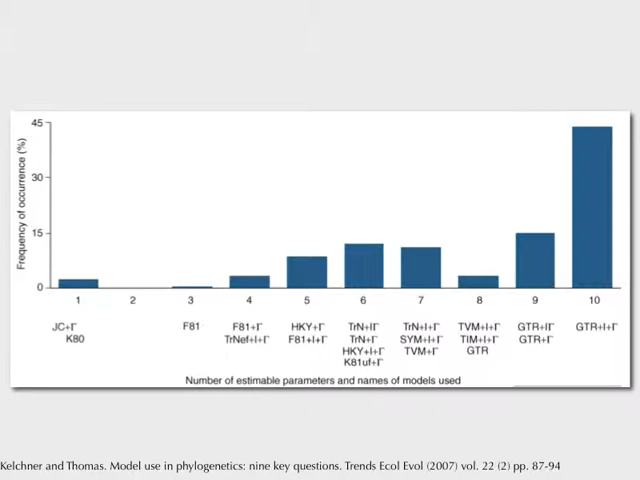 45
30
15
0
Frequency of occurrence (%)
1 2 3 4 5 6 7 8 9 10
JC+Γ F81 F81+Γ HKY+Γ TrN+IΓ TrN+I+Γ TVM+I+Γ GTR+IΓ GTR+I+Γ
K80 TrNef+I+Γ F81+I+Γ TrN+Γ SYM+I+Γ TIM+I+Γ GTR+Γ
HKY+I+Γ TVM+Γ GTR
K81uf+Γ
Number of estimable parameters and names of models used
Kelchner and Thomas. Model use in phylogenetics: nine key questions. Trends Ecol Evol (2007) vol. 22 (2) pp. 87-94